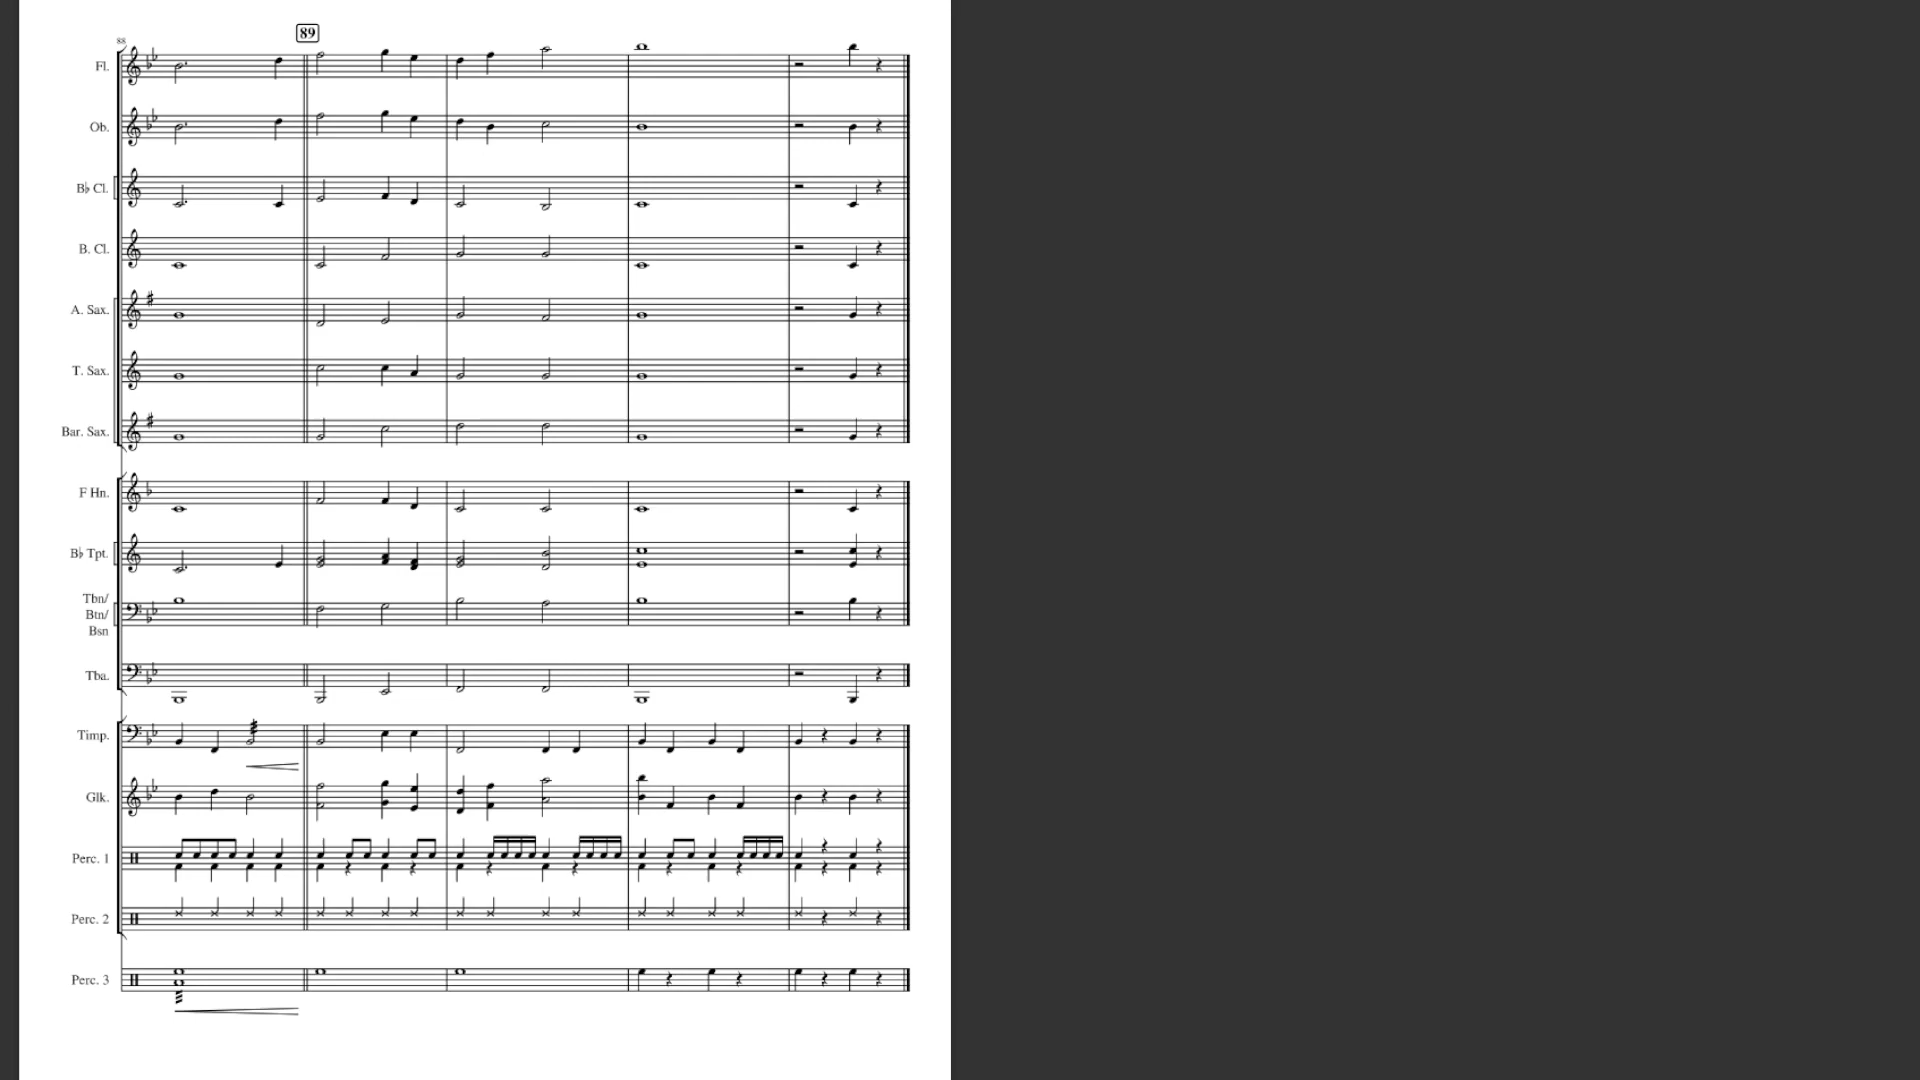 89
88
Fl.
Ob.
B♭ Cl.
B. Cl.
A. Sax.
T. Sax.
Bar. Sax.
F Hn.
B♭ Tpt.
Tbn/
Btn/
Bsn
Tba.
Timp.
Glk.
Perc. 1
Perc. 2
Perc. 3